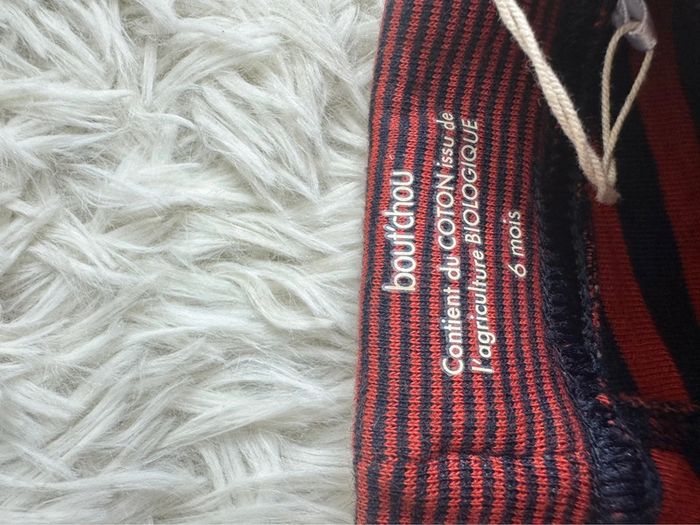 bout'chou
Contient du COTON issu de
l'agriculture BIOLOGIQUE
6 mois